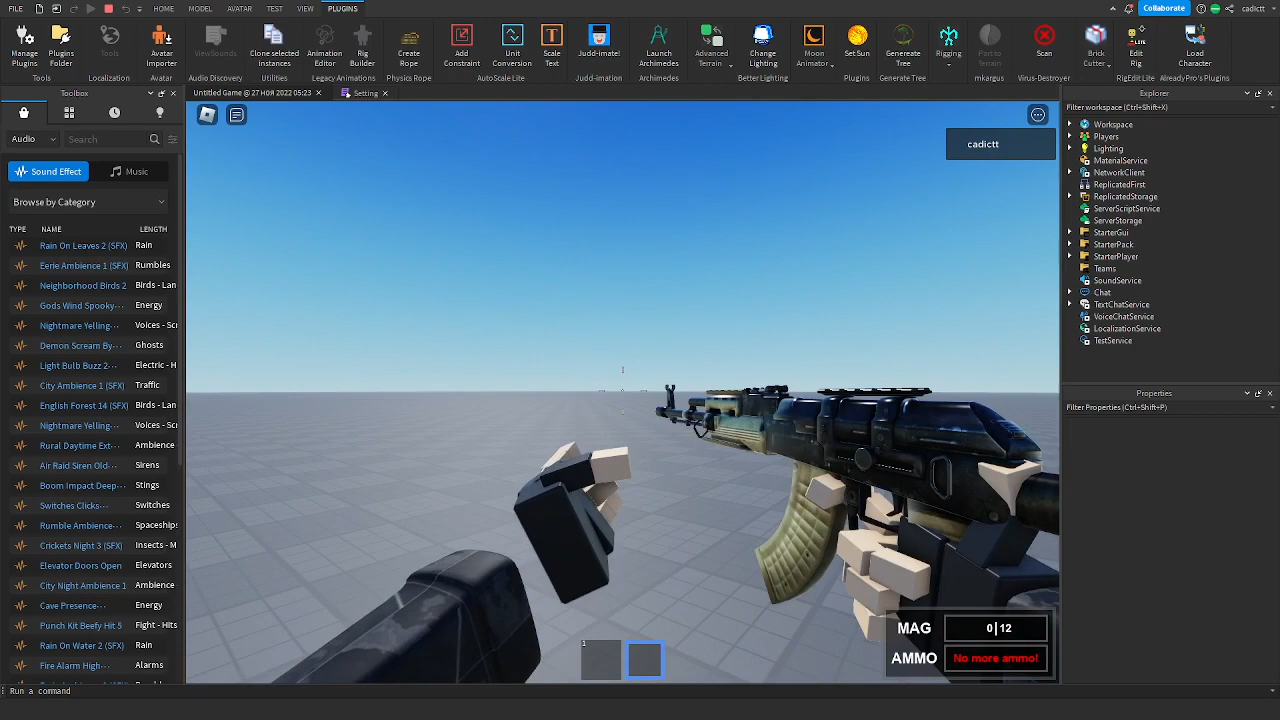 FILE HOME MODEL AVATAR TEST VIEW PLUGINS Collaborate cadictt
Manage Plugins
Plugins Folder
Tools
Avatar Importer
ViewSounds
Clone selected Instances
Animation Editor
Rig Builder
Create Rope
Add Constraint
Unit Conversion
Scale Text
Judd-imate!
Launch Archimedes
Advanced Terrain
Change Lighting
Moon Animator
Set Sun
Generate Tree
Rigging
Part to Terrain
Scan
Brick Cutter
Edit Rig
Load Character
Tools Localization Avatar Audio Discovery Utilities Legacy Animations Physics Rope AutoScale Lite Judd-imation Archimedes Better Lighting Plugins Generate Tree mkargus Virus-Destroyer RigEdit Lite AlreadyPro's Plugins
Toolbox
Untitled Game @ 27 НОЯ 2022 05:23
Setting
Explorer
Filter workspace (Ctrl+Shift+X)
Audio Search
Sound Effect Music
Browse by Category
TYPE NAME LENGTH
Rain On Leaves 2 (SFX) Rain
Eerie Ambience 1 (SFX) Rumbles
Neighborhood Birds 2 Birds - Lan
Gods Wind Spooky··· Energy
Nightmare Yelling··· Voices - Scr
Demon Scream By··· Ghosts
Light Bulb Buzz 2··· Electric - H
City Ambience 1 (SFX) Traffic
English Forest 14 (SFX) Birds - Lan
Nightmare Yelling··· Voices - Scr
Rural Daytime Ext··· Ambience
Air Raid Siren Old··· Sirens
Boom Impact Deep··· Stings
Switches Clicks··· Switches
Rumble Ambience··· Spaceships
Crickets Night 3 (SFX) Insects - M
Elevator Doors Open Elevators
City Night Ambience 1 Ambience
Cave Presence··· Energy
Punch Kit Beefy Hit 5 Fight - Hits
Rain On Water 2 (SFX) Rain
Fire Alarm High··· Alarms
cadictt
1
MAG 0|12
AMMO No more ammo!
Workspace
Players
Lighting
MaterialService
NetworkClient
ReplicatedFirst
ReplicatedStorage
ServerScriptService
ServerStorage
StarterGui
StarterPack
StarterPlayer
Teams
SoundService
Chat
TextChatService
VoiceChatService
LocalizationService
TestService
Properties
Filter Properties (Ctrl+Shift+P)
Run a command